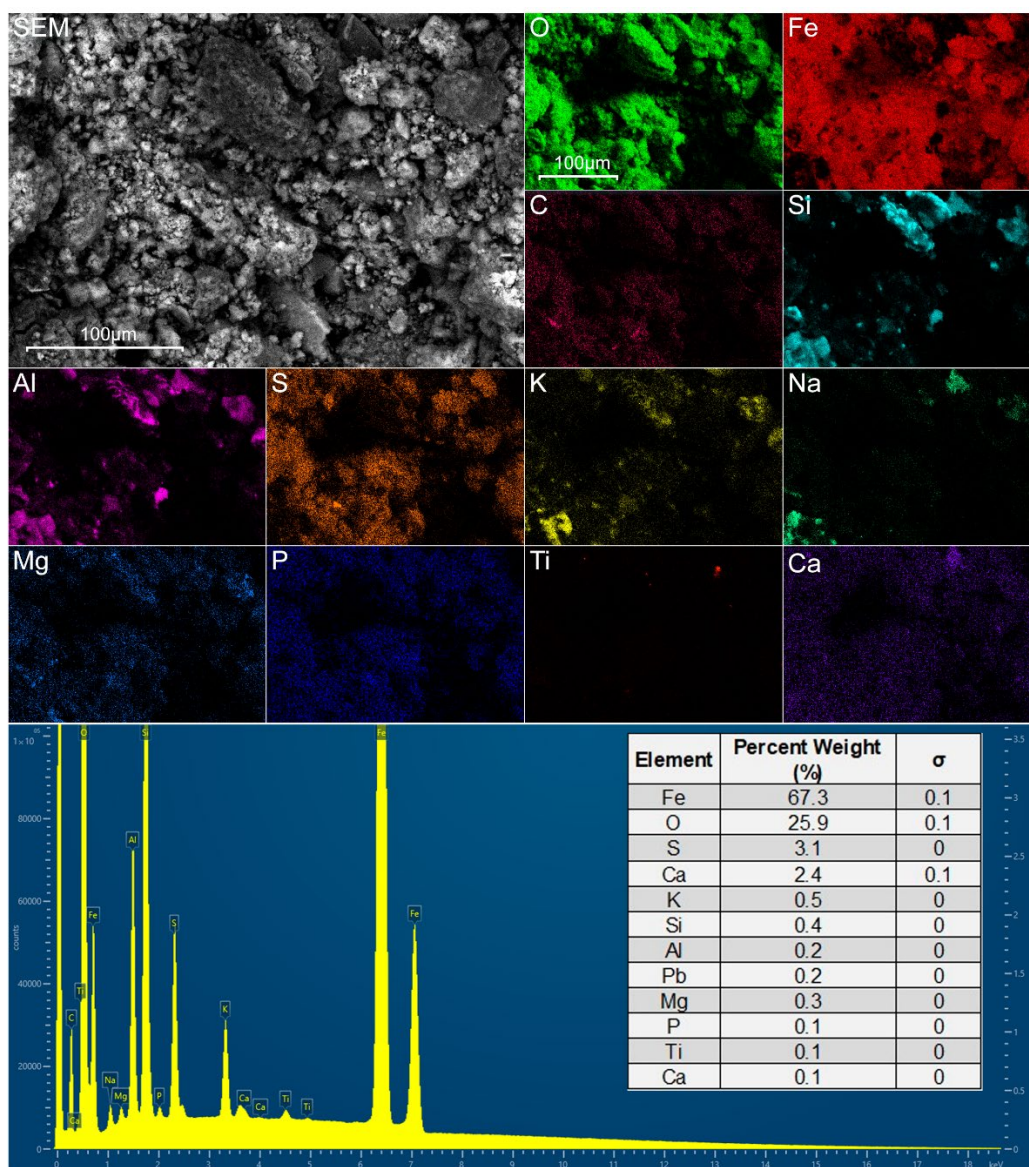 SEM
100μm
O
100μm
Fe
C
Si
Al
S
K
Na
Mg
P
Ti
Ca
1×10 65
80000
60000
40000
20000
0
counts
O
Si
Fe
Al
Fe
Ti
S
Fe
C
K
Na
Mg
P
Ca
Ca
Ca
Ti
Ti
0 1 2 3 4 5 6 7 8 9 10 11 12 13 14 15 16 17 18 keV
3.5
3
2.5
2
1.5
1
0.5
0
Element Percent Weight (%) σ
Fe 67.3 0.1
O 25.9 0.1
S 3.1 0
Ca 2.4 0.1
K 0.5 0
Si 0.4 0
Al 0.2 0
Pb 0.2 0
Mg 0.3 0
P 0.1 0
Ti 0.1 0
Ca 0.1 0